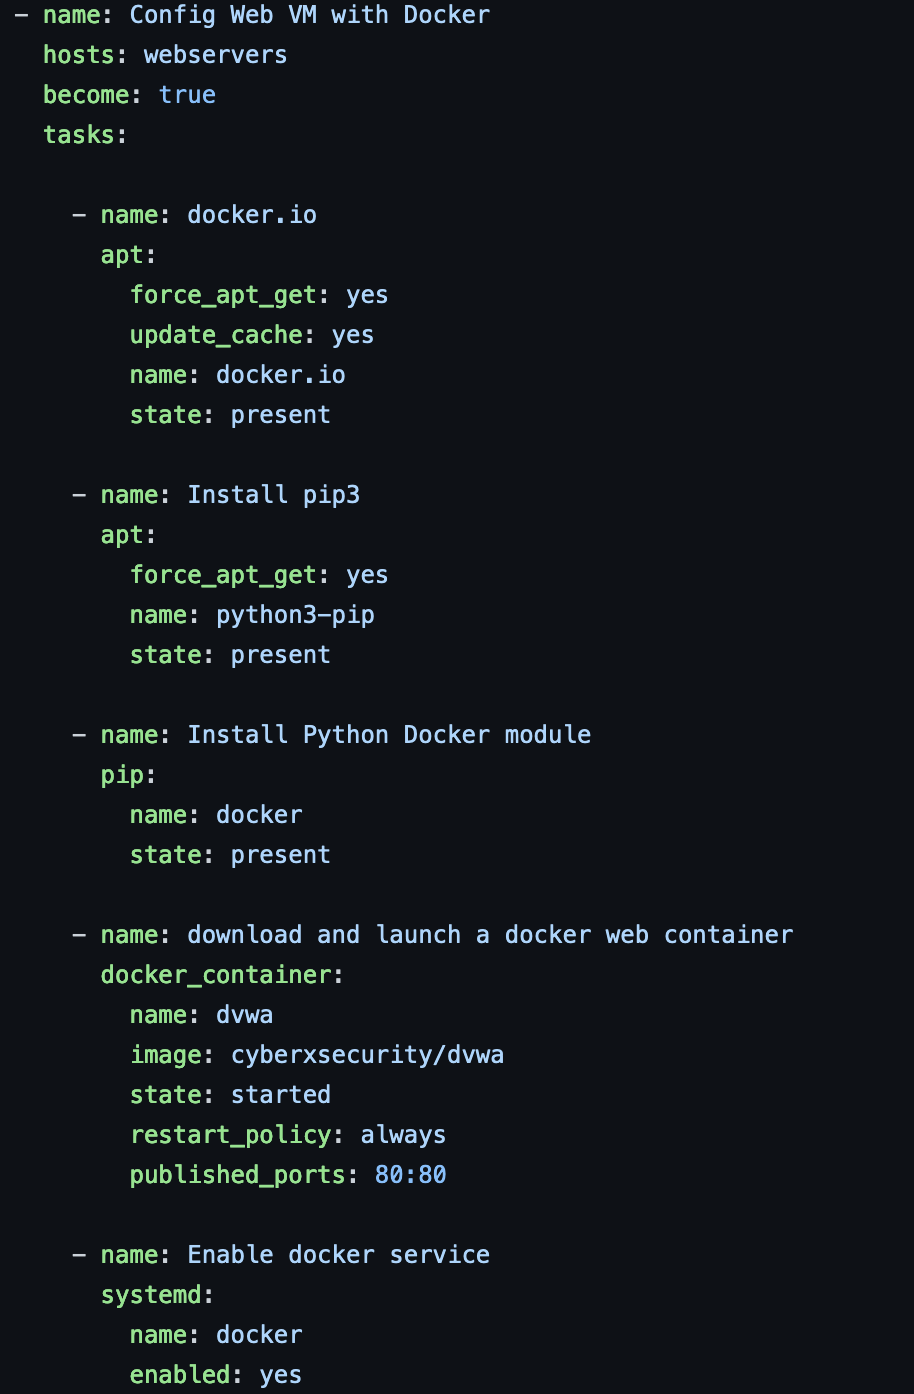 - name: Config Web VM with Docker
  hosts: webservers
  become: true
  tasks:

    - name: docker.io
      apt:
        force_apt_get: yes
        update_cache: yes
        name: docker.io
        state: present

    - name: Install pip3
      apt:
        force_apt_get: yes
        name: python3-pip
        state: present

    - name: Install Python Docker module
      pip:
        name: docker
        state: present

    - name: download and launch a docker web container
      docker_container:
        name: dvwa
        image: cyberxsecurity/dvwa
        state: started
        restart_policy: always
        published_ports: 80:80

    - name: Enable docker service
      systemd:
        name: docker
        enabled: yes